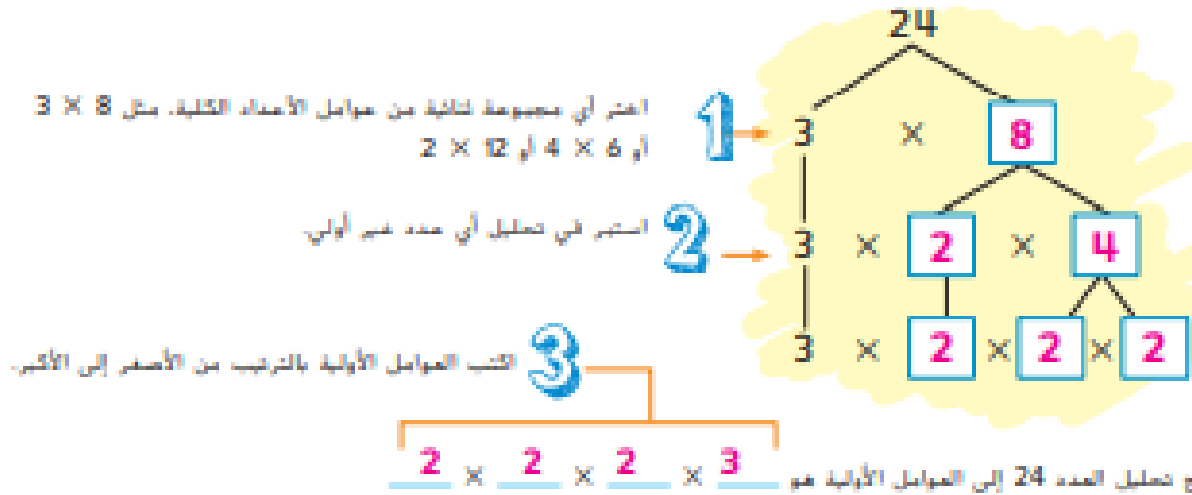 24
1 اختر أي مجموعة ثنائية من عوامل الأعداد الكلية، مثل 8 × 3
أو 6 × 4 أو 12 × 2
3 × 8
2 استمر في تحليل أي عدد غير أولي.
3 × 2 × 4
3 اكتب العوامل الأولية بالترتيب من الأصغر إلى الأكبر.
3 × 2 × 2 × 2
تحليل العدد 24 إلى العوامل الأولية هو 2 × 2 × 2 × 3